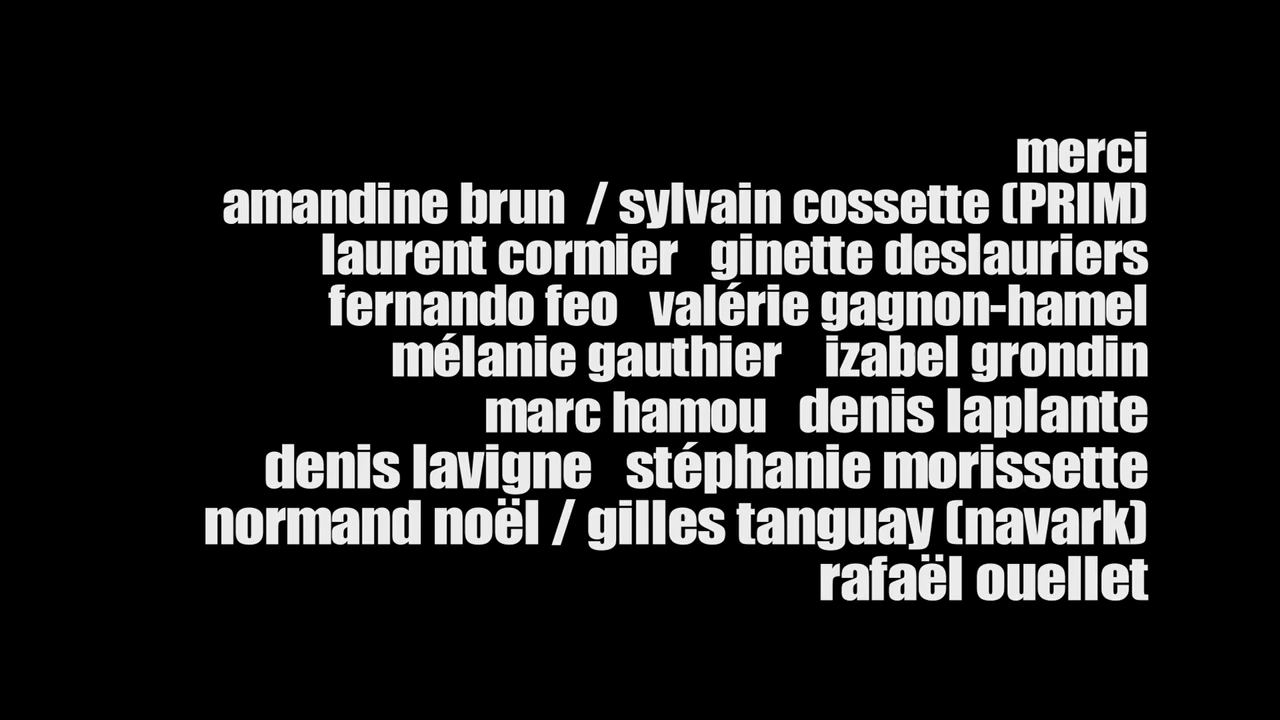 merci
amandine brun / sylvain cossette (PRIM)
laurent cormier ginette deslauriers
fernando feo valérie gagnon-hamel
mélanie gauthier izabel grondin
marc hamou denis laplante
denis lavigne stéphanie morissette
normand noël / gilles tanguay (navark)
rafaël ouellet